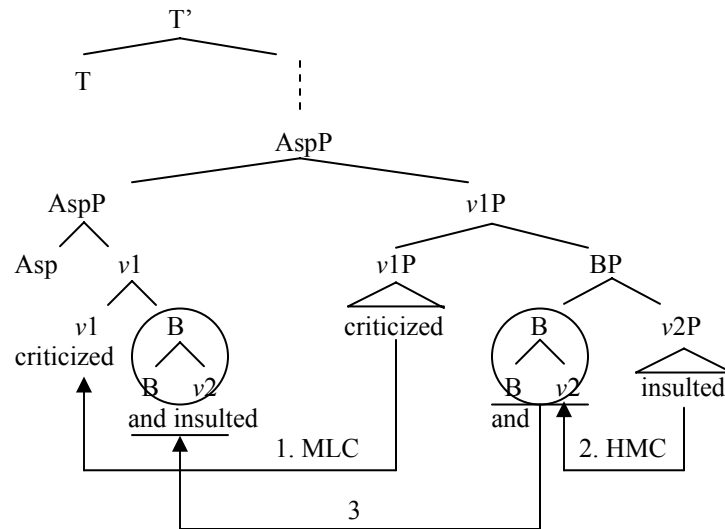 T’
T
AspP
AspP v1P
Asp v1 v1P BP
v1 B criticized B v2P
criticized
B v2 B v2 insulted
and insulted and
1. MLC 2. HMC
3